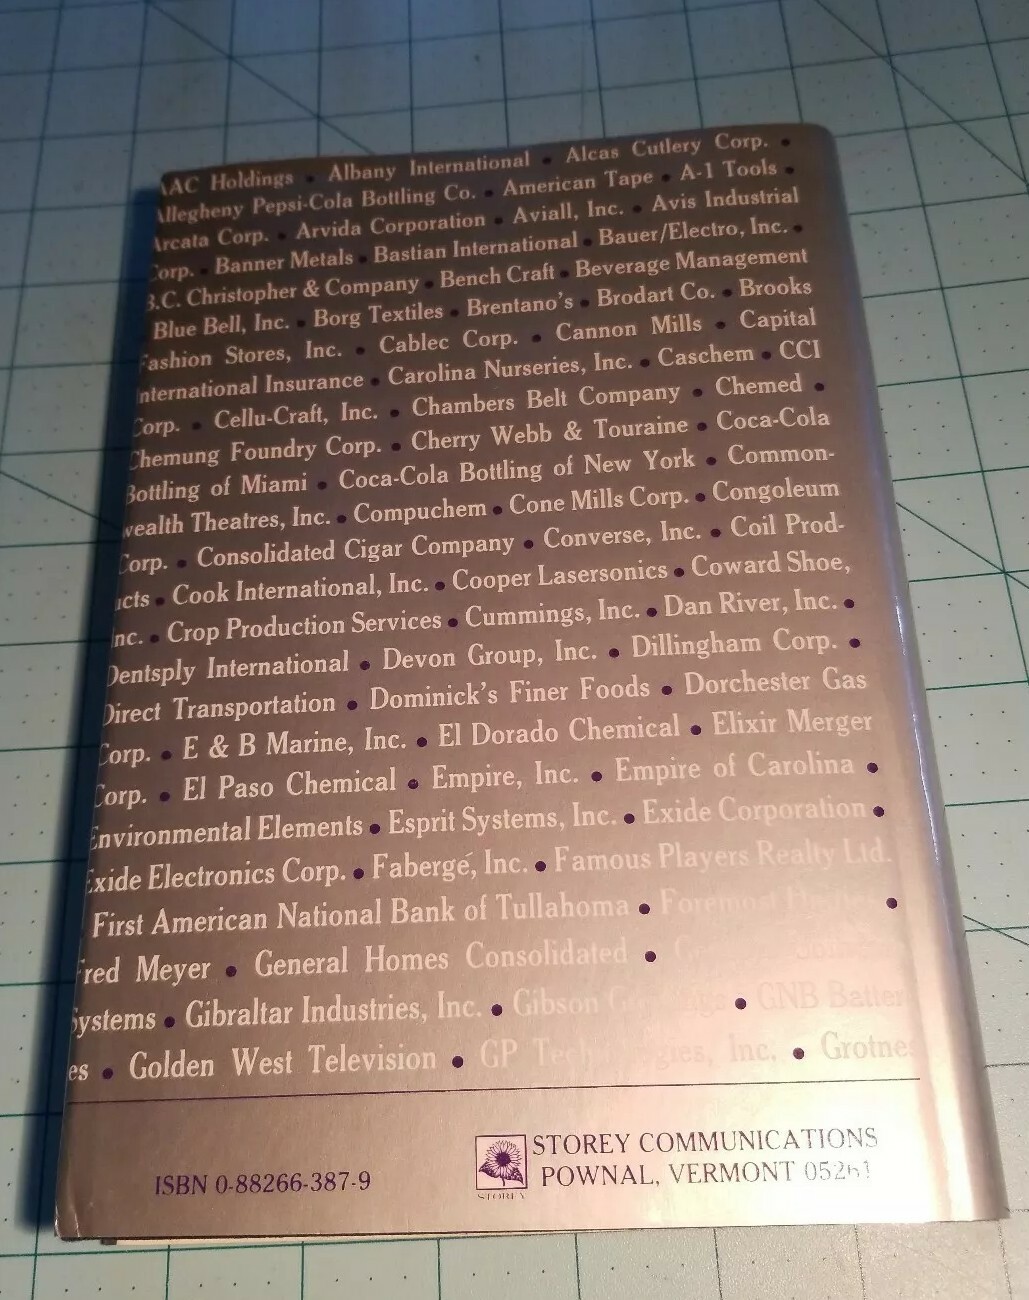 AAC Holdings • Albany International • Alcas Cutlery Corp. •
Allegheny Pepsi-Cola Bottling Co. • American Tape • A-1 Tools •
Arcata Corp. • Arvida Corporation • Aviall, Inc. • Avis Industrial
Corp. • Banner Metals • Bastian International • Bauer/Electro, Inc. •
B.C. Christopher & Company • Bench Craft • Beverage Management
• Blue Bell, Inc. • Borg Textiles • Brentano's • Brodart Co. • Brooks
Fashion Stores, Inc. • Cablec Corp. • Cannon Mills • Capital
International Insurance • Carolina Nurseries, Inc. • Caschem • CCI
Corp. • Cellu-Craft, Inc. • Chambers Belt Company • Chemed •
Chemung Foundry Corp. • Cherry Webb & Touraine • Coca-Cola
Bottling of Miami • Coca-Cola Bottling of New York • Common-
wealth Theatres, Inc. • Compuchem • Cone Mills Corp. • Congoleum
Corp. • Consolidated Cigar Company • Converse, Inc. • Coil Prod-
ucts • Cook International, Inc. • Cooper Lasersonics • Coward Shoe,
Inc. • Crop Production Services • Cummings, Inc. • Dan River, Inc. •
Dentsply International • Devon Group, Inc. • Dillingham Corp. •
Direct Transportation • Dominick's Finer Foods • Dorchester Gas
Corp. • E & B Marine, Inc. • El Dorado Chemical • Elixir Merger
Corp. • El Paso Chemical • Empire, Inc. • Empire of Carolina •
Environmental Elements • Esprit Systems, Inc. • Exide Corporation •
Exide Electronics Corp. • Fabergé, Inc. • Famous Players Realty Ltd.
First American National Bank of Tullahoma • Foremost •
Fred Meyer • General Homes Consolidated •
Systems • Gibraltar Industries, Inc. • Gibson • GNB Batter
es • Golden West Television • GP Technologies, Inc. • Grotnes
ISBN 0-88266-387-9
STOREY COMMUNICATIONS
POWNAL, VERMONT 05261
STOREY